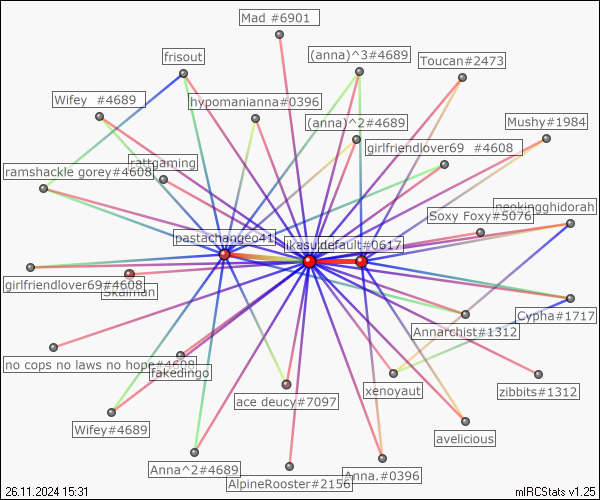 Mad #6901
frisout
(anna)^3#4689
Toucan#2473
Wifey #4689
hypomanianna#0396
(anna)^2#4689
Mushy#1984
girlfriendlover69 #4608
rattgaming
ramshackle gorey#4608
neokingghidorah
Soxy Foxy#5076
pastachangeo41
default#0617
girlfriendlover69#4608
Skaiman
Cypha#1717
Annarchist#1312
no cops no laws no hope#4608
fakedingo
xenoyaut
zibbits#1312
ace deucy#7097
Wifey#4689
avelicious
Anna^2#4689
Anna.#0396
AlpineRooster#2156
26.11.2024 15:31
mIRCStats v1.25